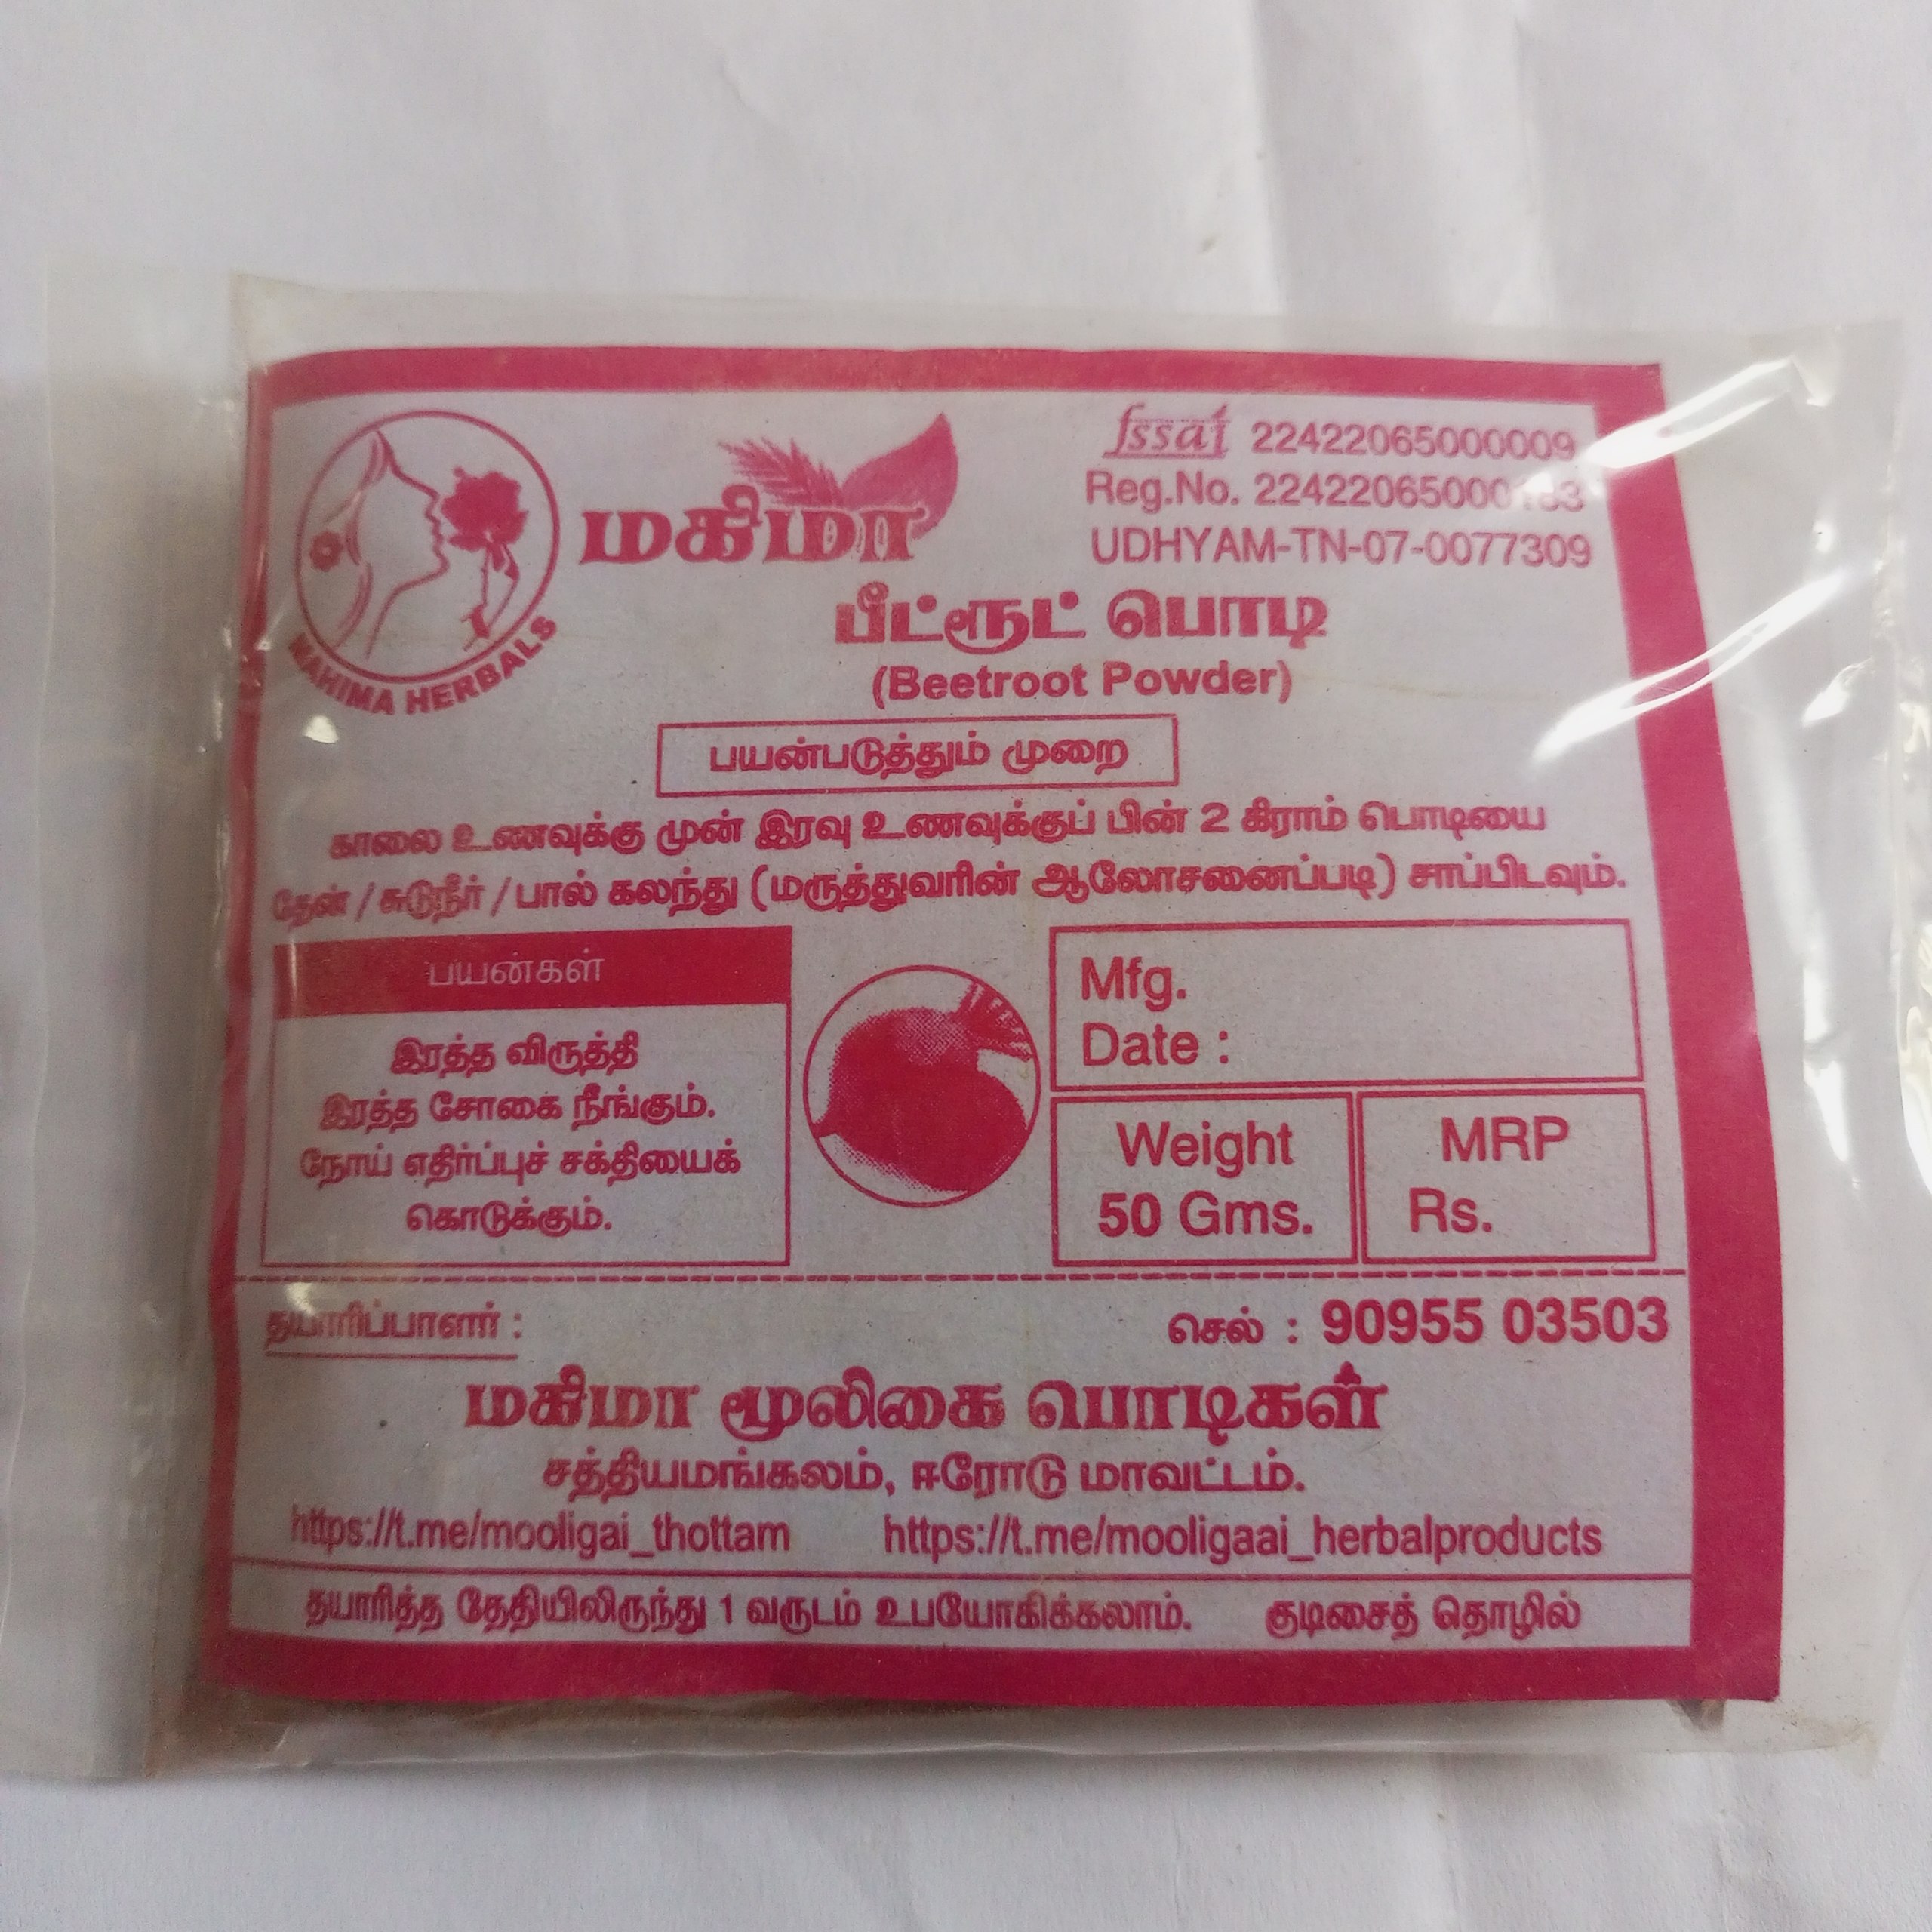 மகிமா
MAHIMA HERBALS
fssai 22422065000009
Reg.No.
UDHYAM-TN-07-0077309
பீட்ரூட் பொடி
(Beetroot Powder)
பயன்படுத்தும் முறை
காலை உணவுக்கு முன் இரவு உணவுக்குப் பின் 2 கிராம் பொடியை
தேன் / சுடுநீர் / பால் கலந்து (மருத்துவரின் ஆலோசனைப்படி) சாப்பிடவும்.
பயன்கள்
இரத்த விருத்தி
இரத்த சோகை நீங்கும்.
நோய் எதிர்ப்புச் சக்தியைக்
கொடுக்கும்.
Mfg.
Date :
Weight
50 Gms.
MRP
Rs.
தயாரிப்பாளர் :
செல் : 90955 03503
மகிமா மூலிகை பொடிகள்
சத்தியமங்கலம், ஈரோடு மாவட்டம்.
https://t.me/mooligai_thottam https://t.me/mooligaai_herbalproducts
தயாரித்த தேதியிலிருந்து 1 வருடம் உபயோகிக்கலாம். குடிசைத் தொழில்